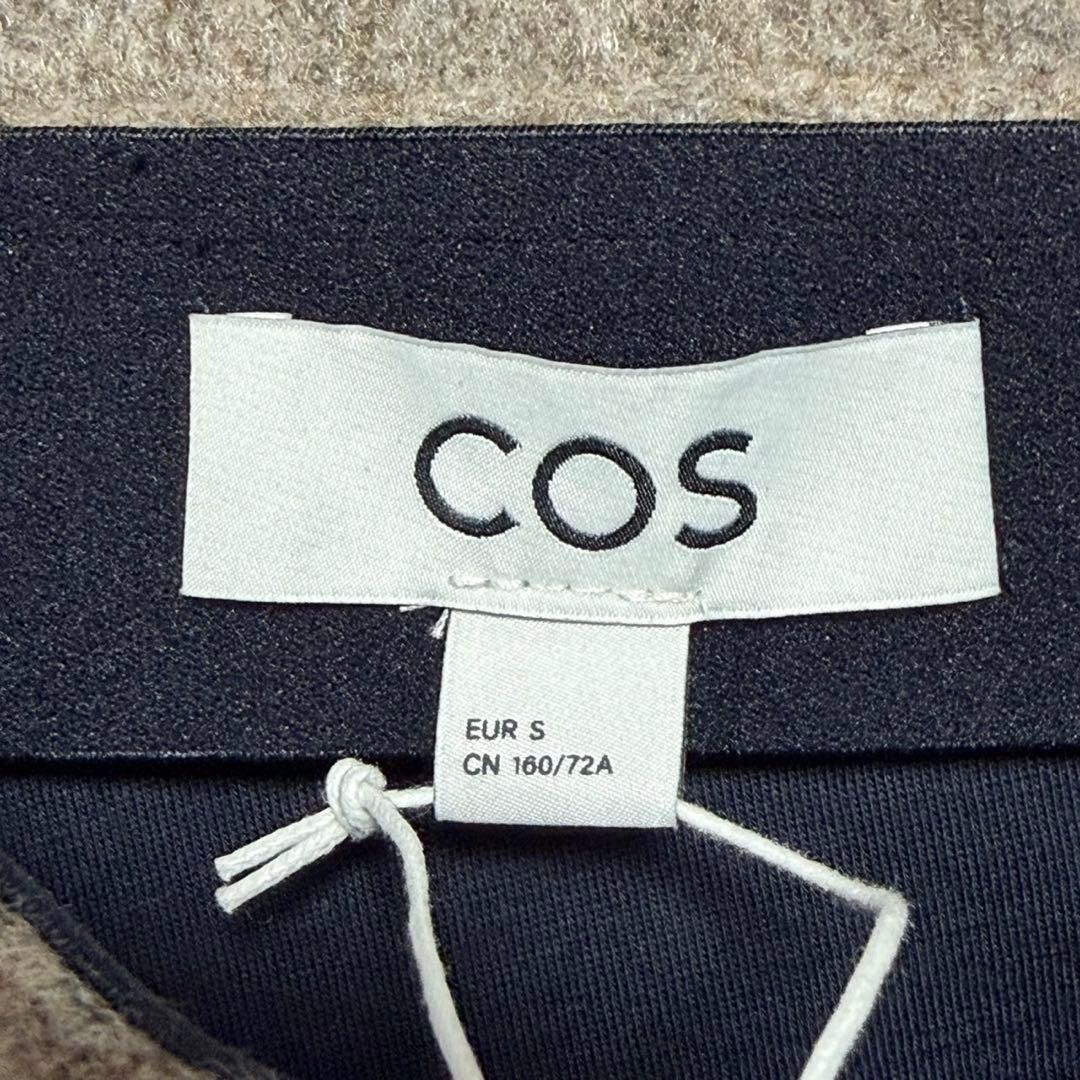 COS
EUR S
CN 160/72A